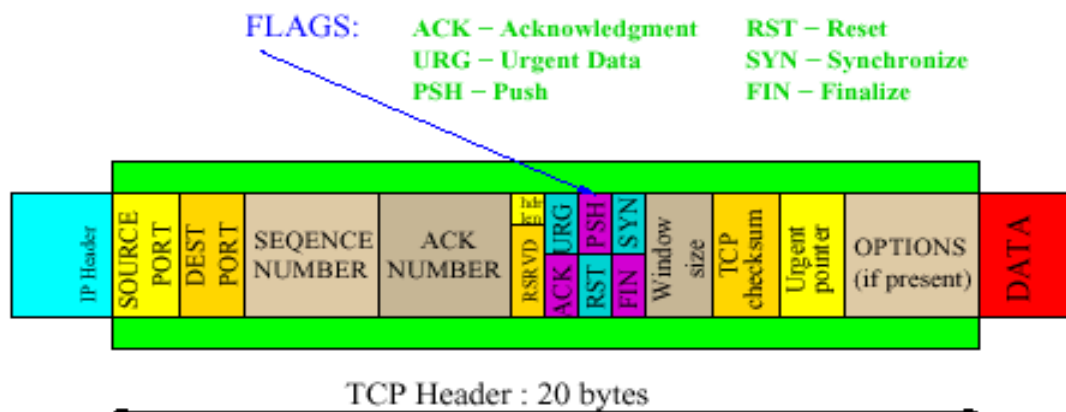 FLAGS:
ACK – Acknowledgment
RST – Reset
URG – Urgent Data
SYN – Synchronize
PSH – Push
FIN – Finalize
IP Header
SOURCE
PORT
DEST
PORT
SEQENCE
NUMBER
ACK
NUMBER
hdr
len
RSRVD
URG
ACK
PSH
RST
SYN
FIN
Window
size
TCP
checksum
Urgent
pointer
OPTIONS
(if present)
DATA
TCP Header : 20 bytes